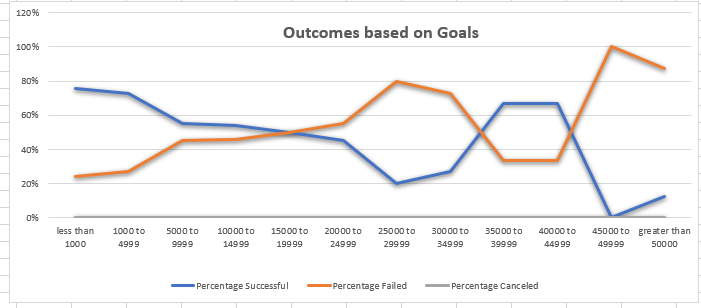 120%
Outcomes based on Goals
100%
80%
60%
40%
20%
0%
less than 1000 to 5000 to 10000 to 15000 to 20000 to 25000 to 30000 to 35000 to 40000 to 45000 to greater than
1000 4999 9999 14999 19999 24999 29999 34999 39999 44999 49999 50000
Percentage Successful Percentage Failed Percentage Canceled